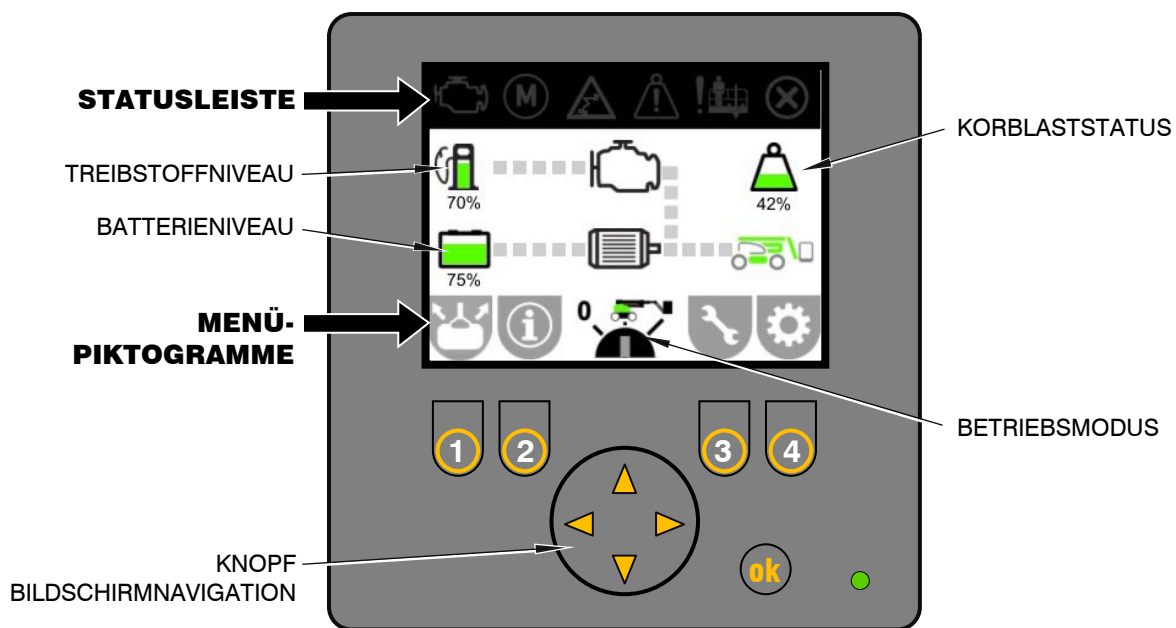 STATUSLEISTE
M
KORBLASTSTATUS
TREIBSTOFFNIVEAU
70%
42%
BATTERIENIVEAU
75%
MENÜ-
PIKTOGRAMME
i
0
BETRIEBSMODUS
1
2
3
4
KNOPF
BILDSCHIRMNAVIGATION
ok